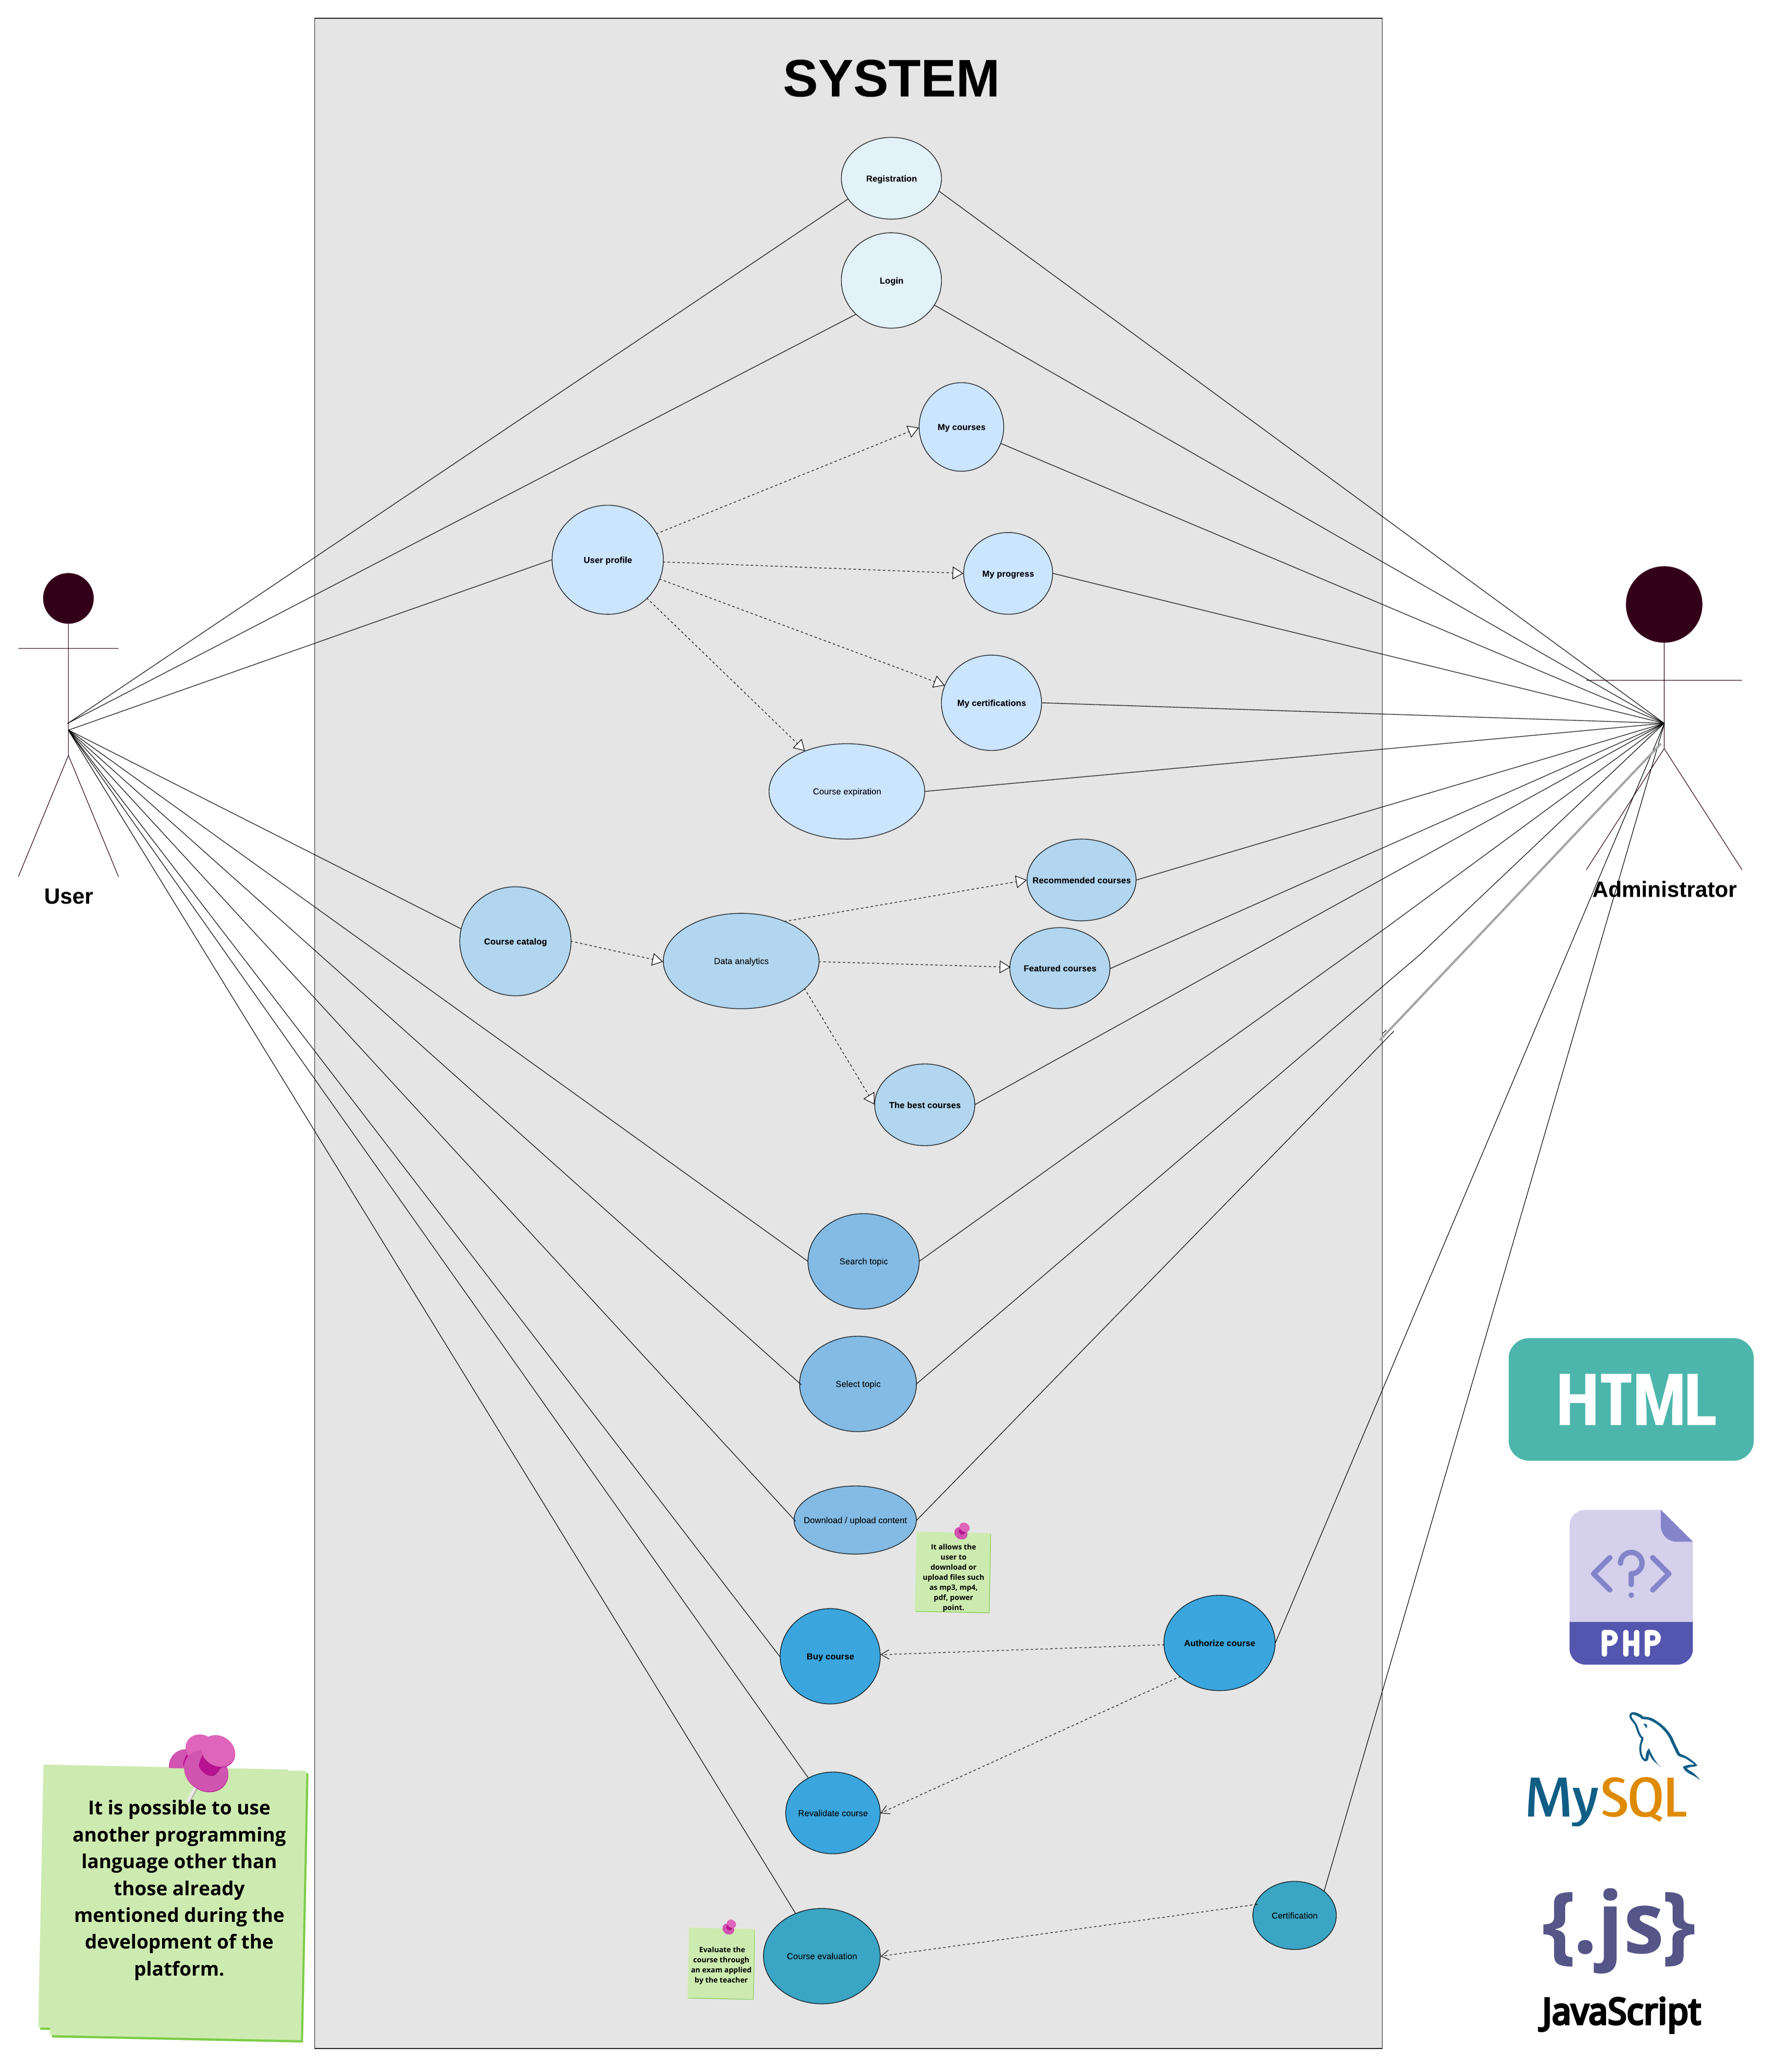 SYSTEM
Registration
Login
My courses
User profile
My progress
My certifications
Course expiration
User
Administrator
Recommended courses
Course catalog
Data analytics
Featured courses
The best courses
Search topic
Select topic
HTML
Download / upload content
It allows the
user to
download or
upload files such
as mp3, mp4,
pdf, power
point.
<?>
PHP
Buy course
Authorize course
Revalidate course
MySQL
It is possible to use
another programming
language other than
those already
mentioned during the
development of the
platform.
Certification
{.js}
JavaScript
Evaluate the
course through
an exam applied
by the teacher
Course evaluation